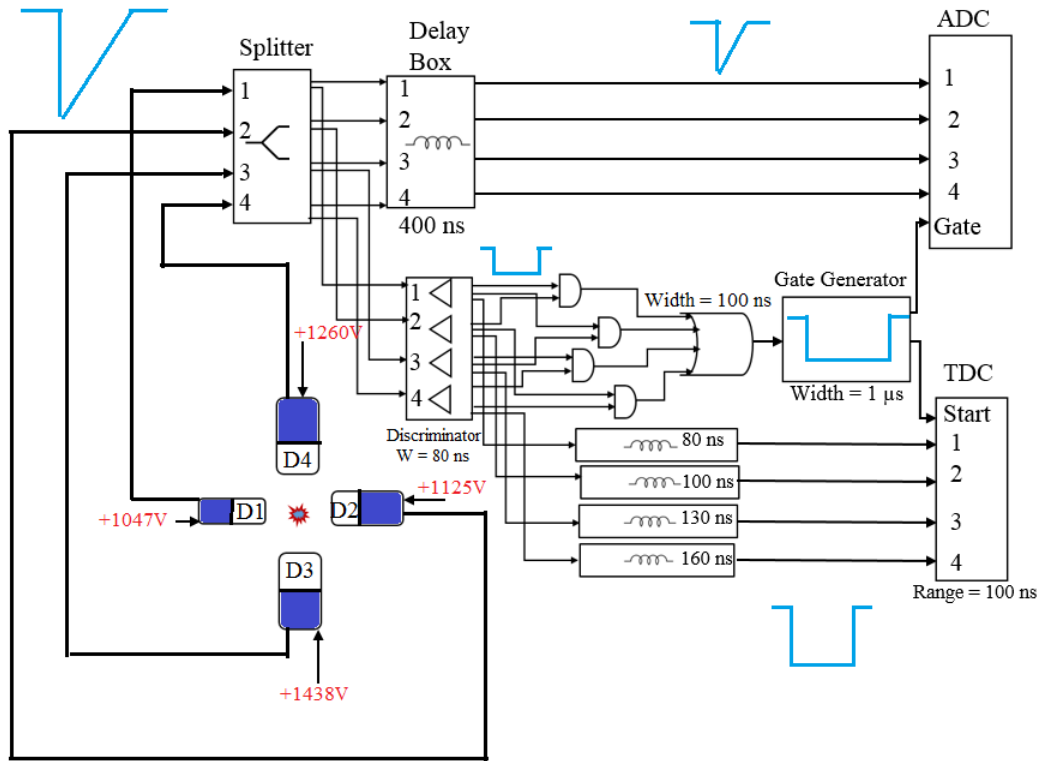 Splitter
1
2
3
4
Delay
Box
1
2
3
4
400 ns
ADC
1
2
3
4
Gate
1
2
3
4
Discriminator
W = 80 ns
Width = 100 ns
Gate Generator
Width = 1 µs
TDC
Start
1
2
3
4
Range = 100 ns
80 ns
100 ns
130 ns
160 ns
+1260V
D4
+1047V
D1
D2
+1125V
D3
+1438V